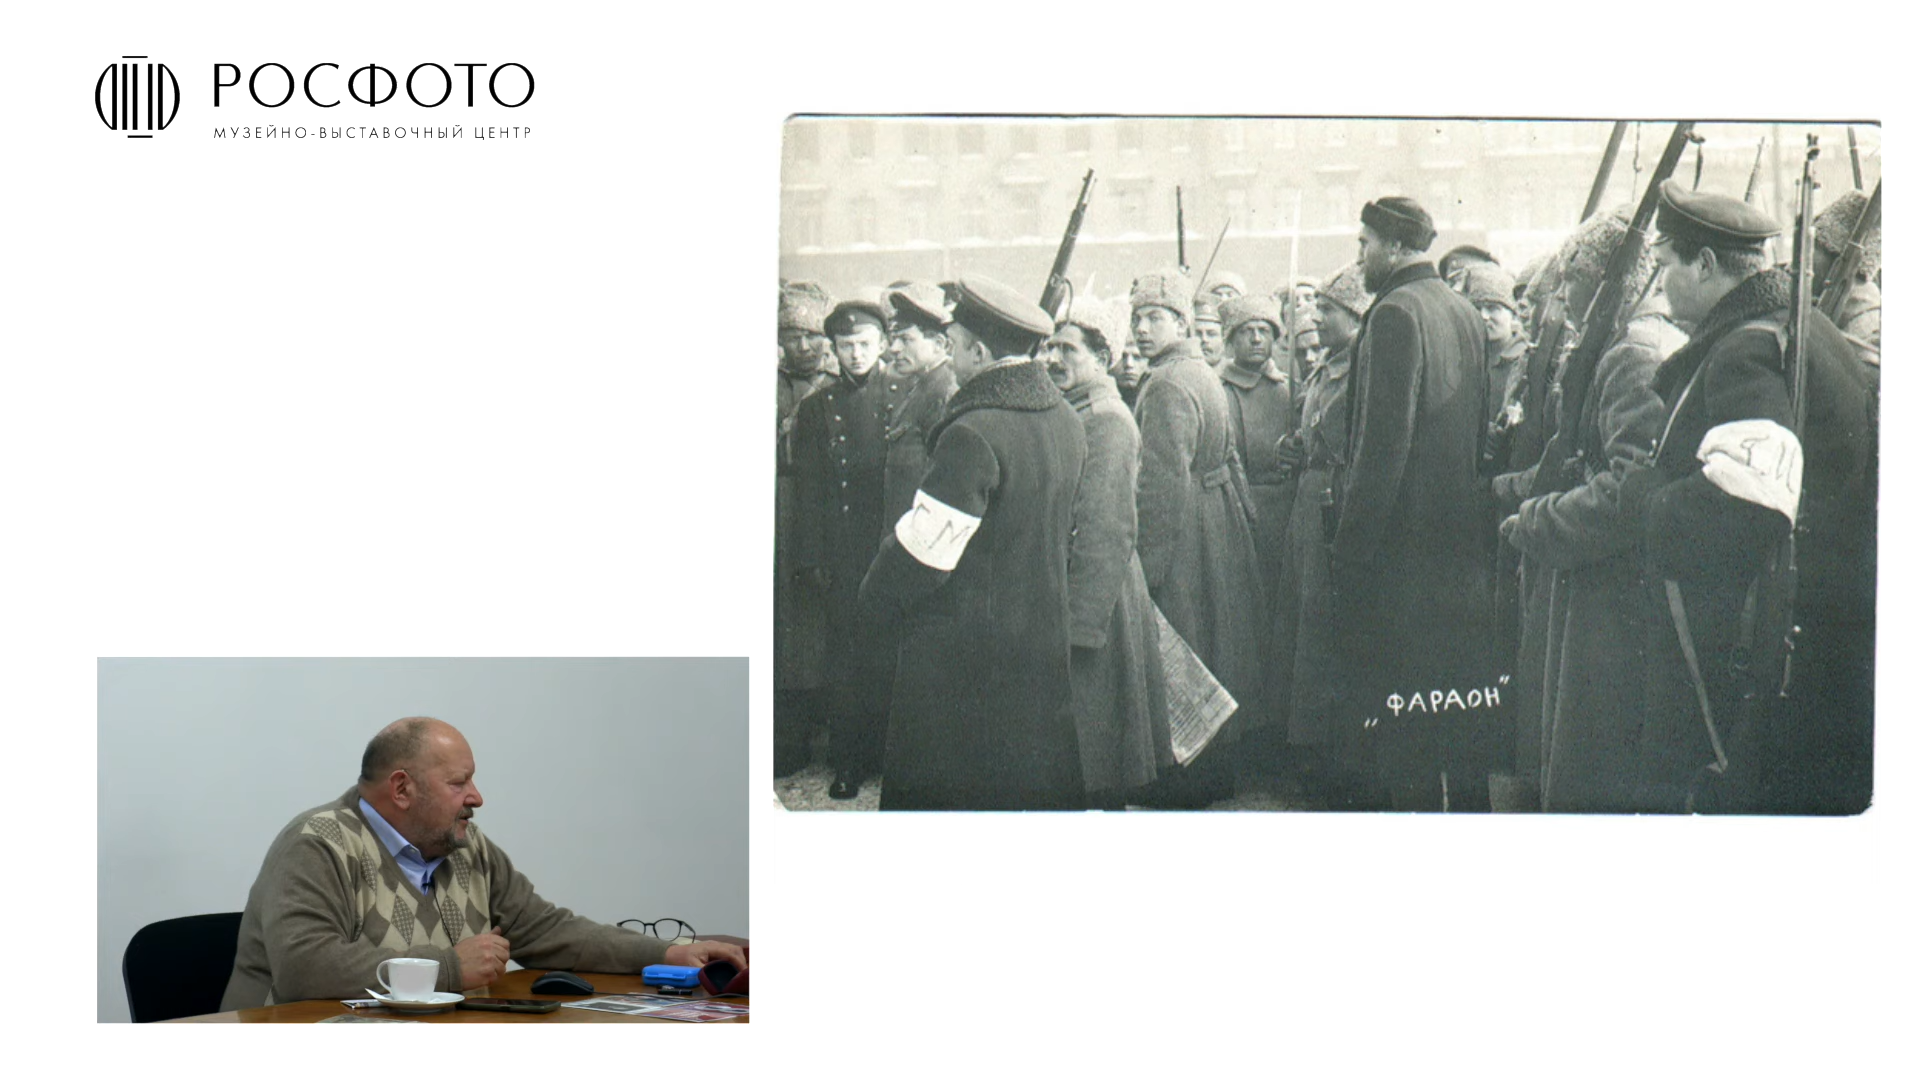 РОСФОТО
МУЗЕЙНО-ВЫСТАВОЧНЫЙ ЦЕНТР
Г.М
Г.М
„ФАРАОН"